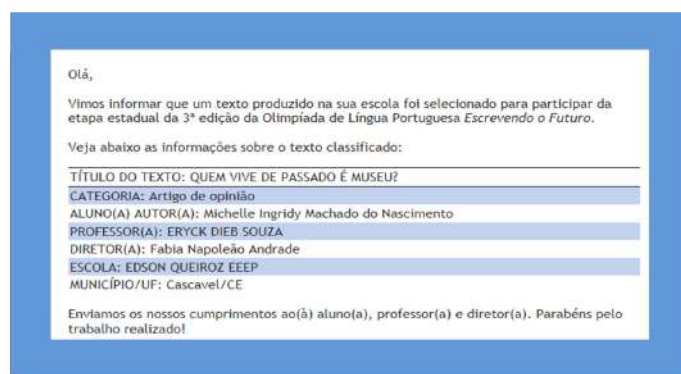 Olá,
Vimos informar que um texto produzido na sua escola foi selecionado para participar da
etapa estadual da 3ª edição da Olimpíada de Língua Portuguesa Escrevendo o Futuro.
Veja abaixo as informações sobre o texto classificado:
TÍTULO DO TEXTO: QUEM VIVE DE PASSADO É MUSEU?
CATEGORIA: Artigo de opinião
ALUNO(A) AUTOR(A): Michelle Ingridy Machado do Nascimento
PROFESSOR(A): ERYCK DIEB SOUZA
DIRETOR(A): Fabia Napoleão Andrade
ESCOLA: EDSON QUEIROZ EEEP
MUNICÍPIO/UF: Cascavel/CE
Enviamos os nossos cumprimentos ao(à) aluno(a), professor(a) e diretor(a). Parabéns pelo
trabalho realizado!